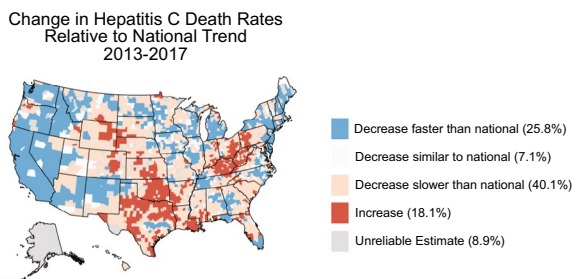 Change in Hepatitis C Death Rates
Relative to National Trend
2013-2017
Decrease faster than national (25.8%)
Decrease similar to national (7.1%)
Decrease slower than national (40.1%)
Increase (18.1%)
Unreliable Estimate (8.9%)